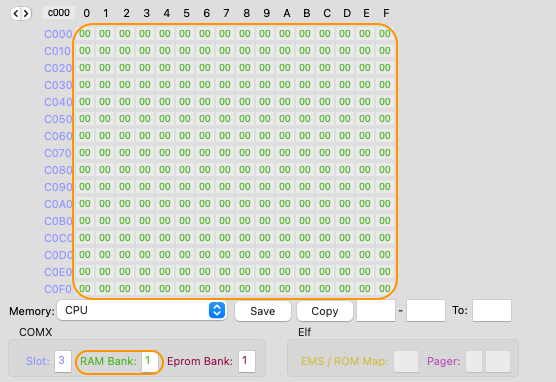 c000 0 1 2 3 4 5 6 7 8 9 A B C D E F
C000 00 00 00 00 00 00 00 00 00 00 00 00 00 00 00 00
C010 00 00 00 00 00 00 00 00 00 00 00 00 00 00 00 00
C020 00 00 00 00 00 00 00 00 00 00 00 00 00 00 00 00
C030 00 00 00 00 00 00 00 00 00 00 00 00 00 00 00 00
C040 00 00 00 00 00 00 00 00 00 00 00 00 00 00 00 00
C050 00 00 00 00 00 00 00 00 00 00 00 00 00 00 00 00
C060 00 00 00 00 00 00 00 00 00 00 00 00 00 00 00 00
C070 00 00 00 00 00 00 00 00 00 00 00 00 00 00 00 00
C080 00 00 00 00 00 00 00 00 00 00 00 00 00 00 00 00
C090 00 00 00 00 00 00 00 00 00 00 00 00 00 00 00 00
C0A0 00 00 00 00 00 00 00 00 00 00 00 00 00 00 00 00
C0B0 00 00 00 00 00 00 00 00 00 00 00 00 00 00 00 00
C0C0 00 00 00 00 00 00 00 00 00 00 00 00 00 00 00 00
C0D0 00 00 00 00 00 00 00 00 00 00 00 00 00 00 00 00
C0E0 00 00 00 00 00 00 00 00 00 00 00 00 00 00 00 00
C0F0 00 00 00 00 00 00 00 00 00 00 00 00 00 00 00 00
Memory: CPU Save Copy - To:
COMX Elf
Slot: 3 RAM Bank: 1 Eprom Bank: 1 EMS / ROM Map: Pager: